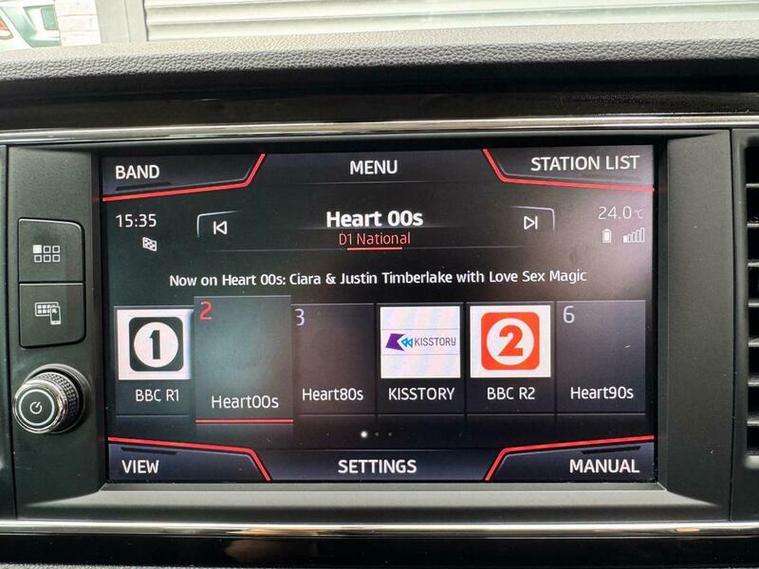 BAND
MENU
STATION LIST
15:35
Heart 00s
24.0°C
D1 National
Now on Heart 00s: Ciara & Justin Timberlake with Love Sex Magic
1
2
3
KISSTORY
2
6
BBC R1
Heart00s
Heart80s
KISSTORY
BBC R2
Heart90s
VIEW
SETTINGS
MANUAL